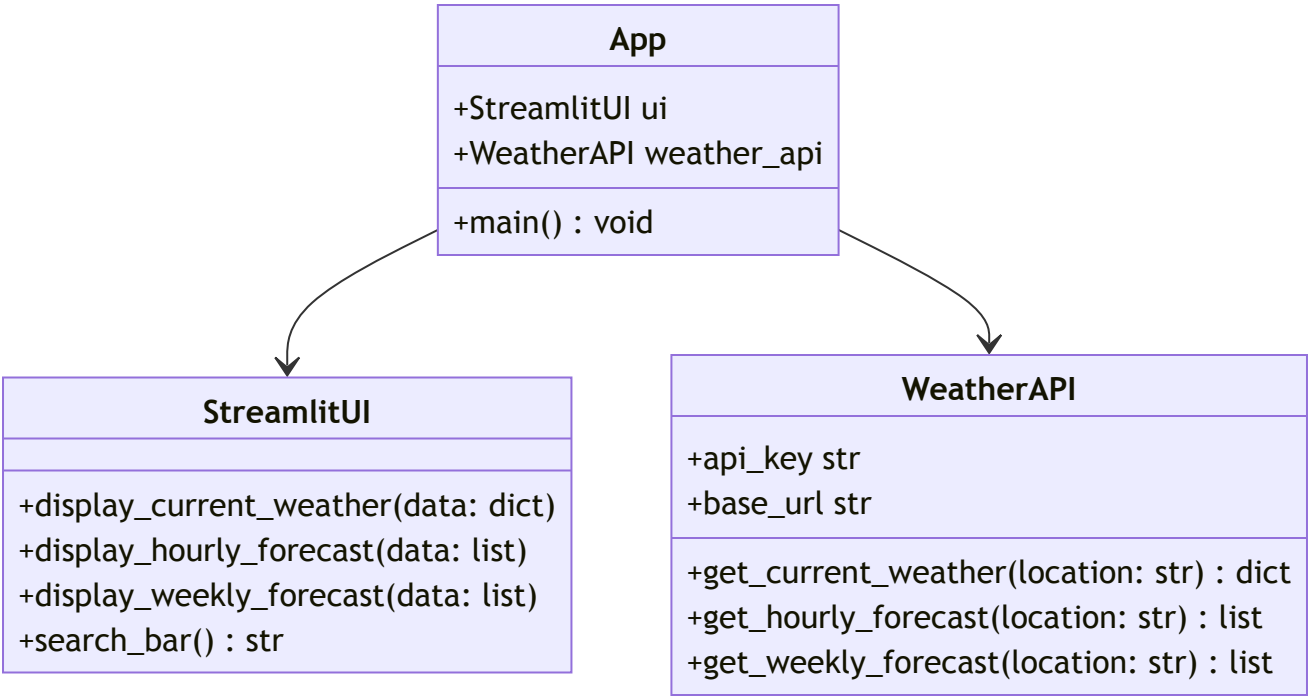 App
+StreamlitUI ui
+WeatherAPI weather_api
+main() : void
StreamlitUI
+display_current_weather(data: dict)
+display_hourly_forecast(data: list)
+display_weekly_forecast(data: list)
+search_bar() : str
WeatherAPI
+api_key str
+base_url str
+get_current_weather(location: str) : dict
+get_hourly_forecast(location: str) : list
+get_weekly_forecast(location: str) : list